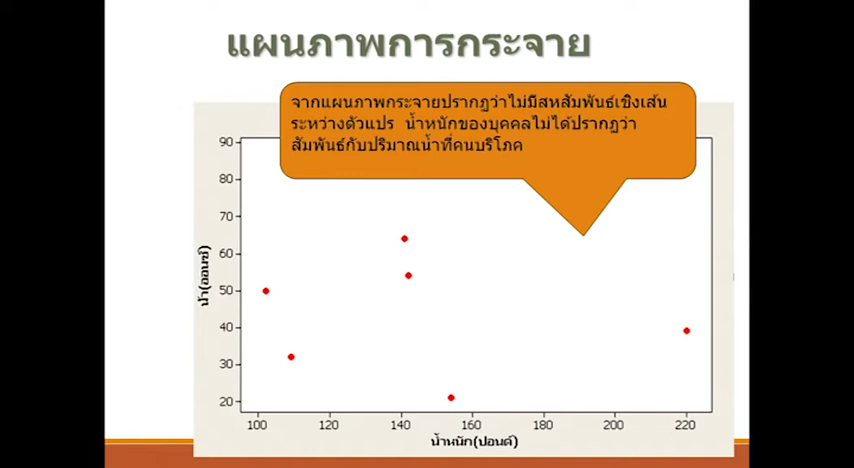 แผนภาพการกระจาย
จากแผนภาพกระจายปรากฏว่าไม่มีสหสัมพันธ์เชิงเส้น
ระหว่างตัวแปร น้ำหนักของบุคคลไม่ได้ปรากฏว่า
สัมพันธ์กับปริมาณน้ำที่คนบริโภค
90
80
70
60
50
40
30
20
น้ำ(ออนซ์)
100 120 140 160 180 200 220
น้ำหนัก(ปอนด์)